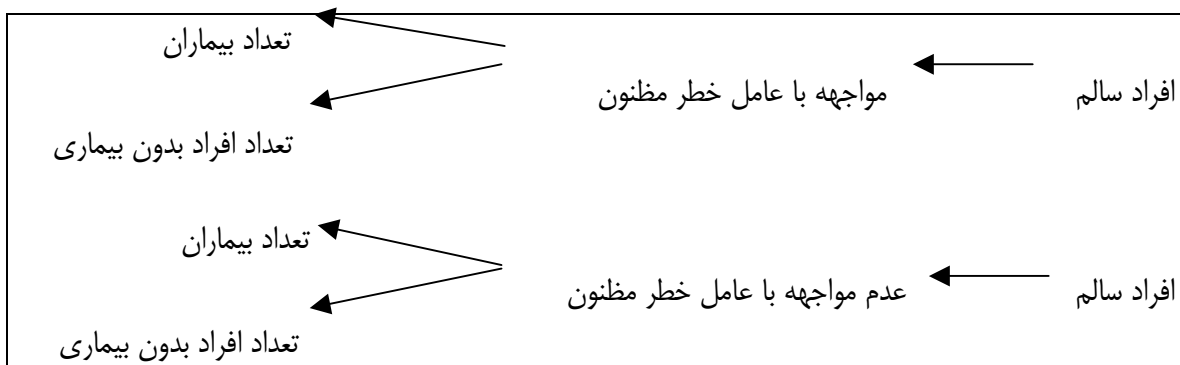 تعداد بیماران
افراد سالم
مواجهه با عامل خطر مظنون
تعداد افراد بدون بیماری
تعداد بیماران
افراد سالم
عدم مواجهه با عامل خطر مظنون
تعداد افراد بدون بیماری